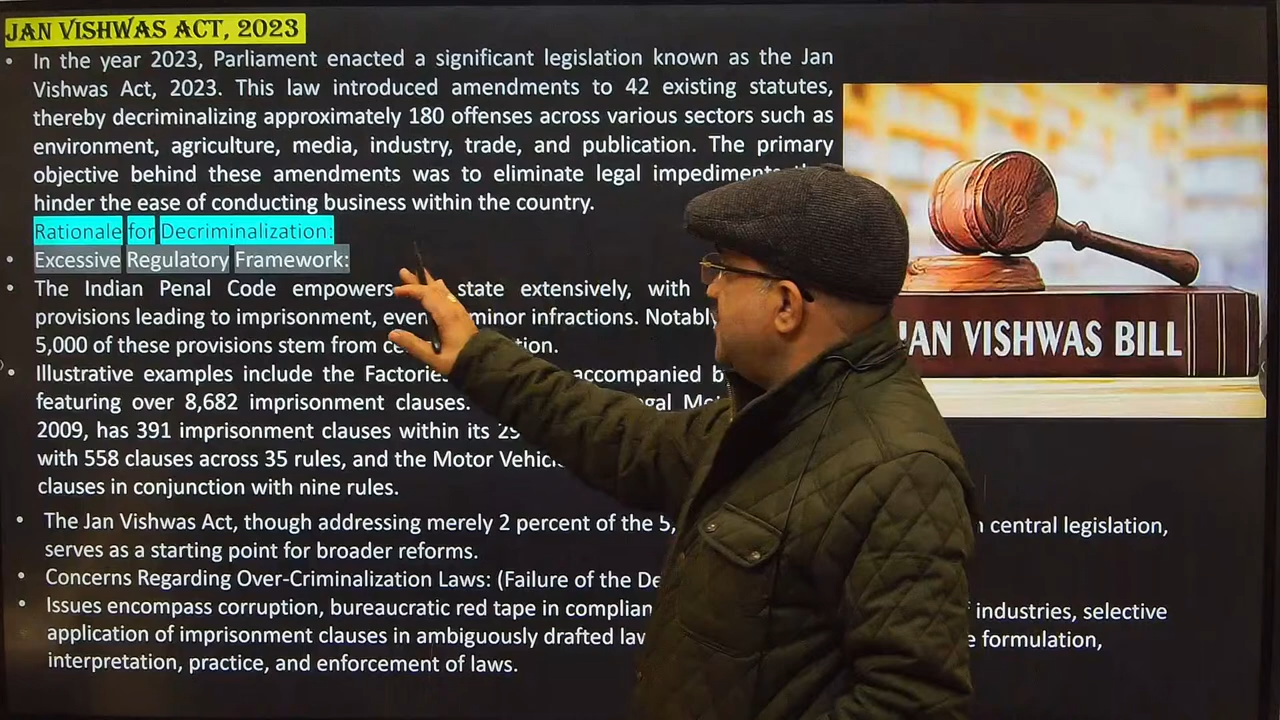 JAN VISHWAS ACT, 2023
• In the year 2023, Parliament enacted a significant legislation known as the Jan
Vishwas Act, 2023. This law introduced amendments to 42 existing statutes,
thereby decriminalizing approximately 180 offenses across various sectors such as
environment, agriculture, media, industry, trade, and publication. The primary
objective behind these amendments was to eliminate legal
hinder the ease of conducting business within the country.
Rationale for Decriminalization:
• Excessive Regulatory Framework:
• The Indian Penal Code empowers state extensively, with
provisions leading to imprisonment, even minor infractions.
5,000 of these provisions stem from
• Illustrative examples include the accompanied
featuring over 8,682 imprisonment clauses.
2009, has 391 imprisonment clauses within its
with 558 clauses across 35 rules, and the Motor
clauses in conjunction with nine rules.
• The Jan Vishwas Act, though addressing merely 2 percent of the central legislation,
serves as a starting point for broader reforms.
• Concerns Regarding Over-Criminalization Laws: (Failure of the
• Issues encompass corruption, bureaucratic red tape in industries, selective
application of imprisonment clauses in ambiguously drafted formulation,
interpretation, practice, and enforcement of laws.
JAN VISHWAS BILL